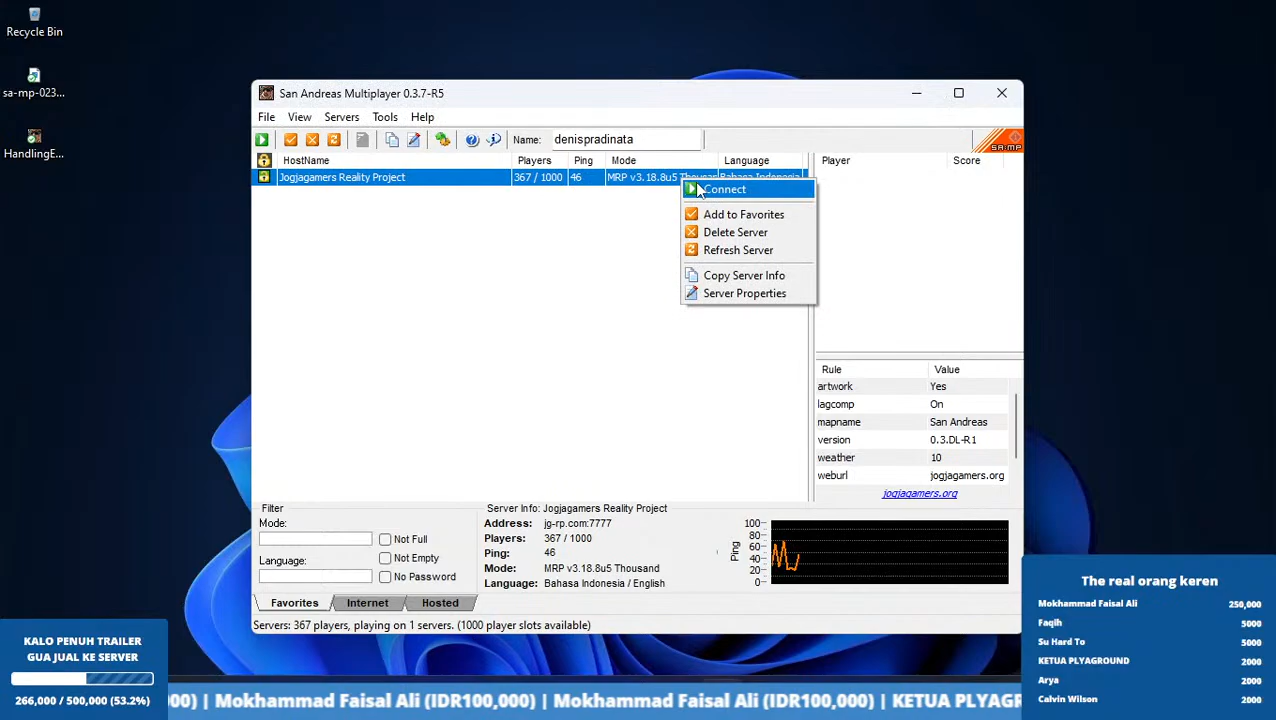 Recycle Bin
sa-mp-023...
HandlingE...
San Andreas Multiplayer 0.3.7-R5
File View Servers Tools Help
Name: denispradinata
SA:MP
HostName Players Ping Mode Language
Player Score
Jogjagamers Reality Project 367 / 1000 46 MRP v3.18.8u5 Thousan Bahasa Indonesia
Connect
Add to Favorites
Delete Server
Refresh Server
Copy Server Info
Server Properties
Rule Value
artwork Yes
lagcomp On
mapname San Andreas
version 0.3.DL-R1
weather 10
weburl jogjagamers.org
jogjagamers.org
Filter
Mode:
Not Full
Not Empty
Language:
No Password
Server Info: Jogjagamers Reality Project
Address: jg-rp.com:7777
Players: 367 / 1000
Ping: 46
Mode: MRP v3.18.8u5 Thousand
Language: Bahasa Indonesia / English
Ping
100
80
60
40
20
0
Favorites Internet Hosted
Servers: 367 players, playing on 1 servers. (1000 player slots available)
KALO PENUH TRAILER
GUA JUAL KE SERVER
266,000 / 500,000 (53.2%)
The real orang keren
Mokhammad Faisal Ali 250,000
Faqih 5000
Su Hard To 5000
KETUA PLYAGROUND 2000
Arya 2000
Calvin Wilson 2000
00) | Mokhammad Faisal Ali (IDR100,000) | Mokhammad Faisal Ali (IDR100,000) | KETUA PLYAGR